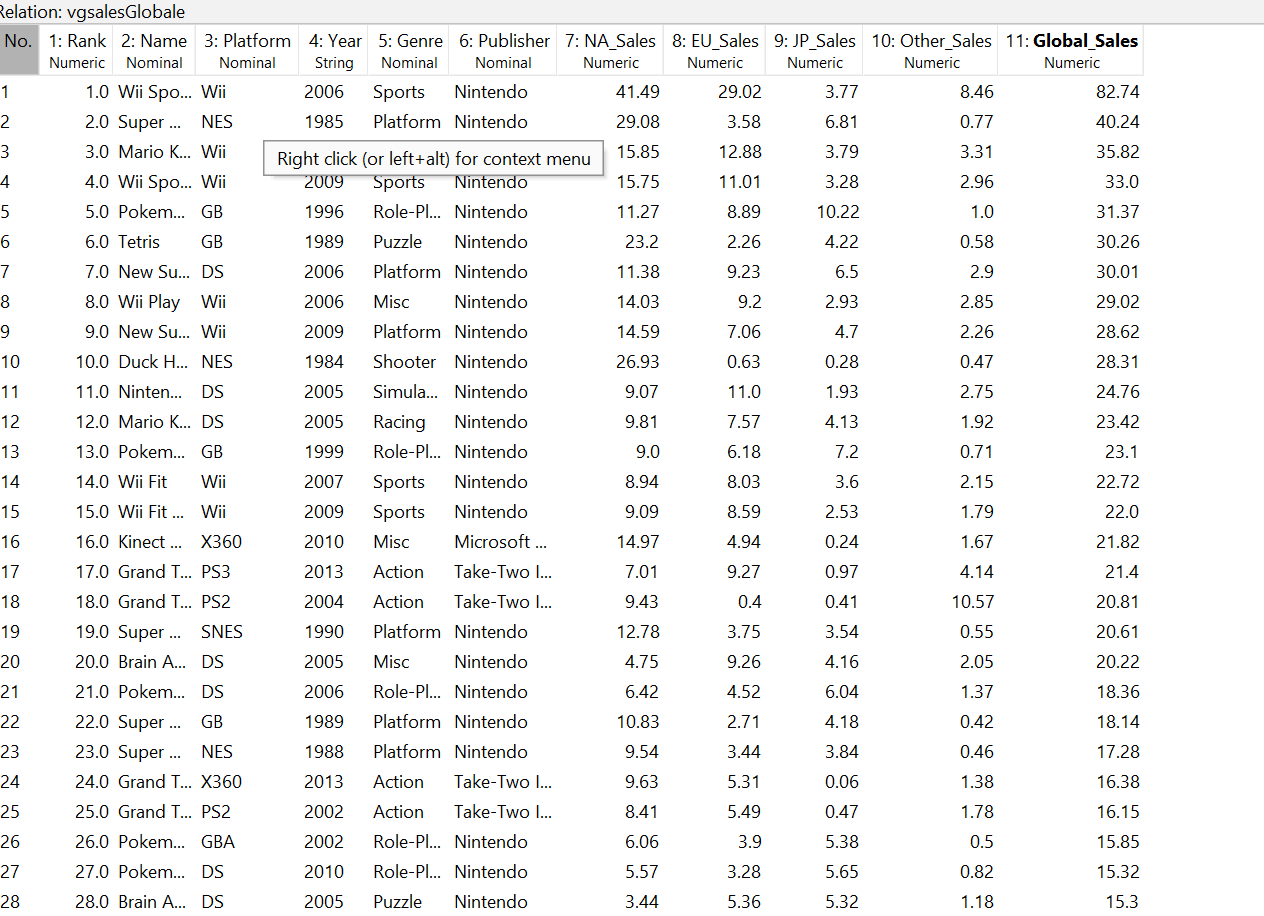 Relation: vgsalesGlobale
No. 1: Rank 2: Name 3: Platform 4: Year 5: Genre 6: Publisher 7: NA_Sales 8: EU_Sales 9: JP_Sales 10: Other_Sales 11: Global_Sales
Numeric Nominal Nominal String Nominal Nominal Numeric Numeric Numeric Numeric Numeric
1 1.0 Wii Spo... Wii 2006 Sports Nintendo 41.49 29.02 3.77 8.46 82.74
2 2.0 Super ... NES 1985 Platform Nintendo 29.08 3.58 6.81 0.77 40.24
3 3.0 Mario K... Wii Right click (or left+alt) for context menu 15.85 12.88 3.79 3.31 35.82
4 4.0 Wii Spo... Wii 2009 Sports Nintendo 15.75 11.01 3.28 2.96 33.0
5 5.0 Pokem... GB 1996 Role-Pl... Nintendo 11.27 8.89 10.22 1.0 31.37
6 6.0 Tetris GB 1989 Puzzle Nintendo 23.2 2.26 4.22 0.58 30.26
7 7.0 New Su... DS 2006 Platform Nintendo 11.38 9.23 6.5 2.9 30.01
8 8.0 Wii Play Wii 2006 Misc Nintendo 14.03 9.2 2.93 2.85 29.02
9 9.0 New Su... Wii 2009 Platform Nintendo 14.59 7.06 4.7 2.26 28.62
10 10.0 Duck H... NES 1984 Shooter Nintendo 26.93 0.63 0.28 0.47 28.31
11 11.0 Ninten... DS 2005 Simula... Nintendo 9.07 11.0 1.93 2.75 24.76
12 12.0 Mario K... DS 2005 Racing Nintendo 9.81 7.57 4.13 1.92 23.42
13 13.0 Pokem... GB 1999 Role-Pl... Nintendo 9.0 6.18 7.2 0.71 23.1
14 14.0 Wii Fit Wii 2007 Sports Nintendo 8.94 8.03 3.6 2.15 22.72
15 15.0 Wii Fit ... Wii 2009 Sports Nintendo 9.09 8.59 2.53 1.79 22.0
16 16.0 Kinect ... X360 2010 Misc Microsoft ... 14.97 4.94 0.24 1.67 21.82
17 17.0 Grand T... PS3 2013 Action Take-Two I... 7.01 9.27 0.97 4.14 21.4
18 18.0 Grand T... PS2 2004 Action Take-Two I... 9.43 0.4 0.41 10.57 20.81
19 19.0 Super ... SNES 1990 Platform Nintendo 12.78 3.75 3.54 0.55 20.61
20 20.0 Brain A... DS 2005 Misc Nintendo 4.75 9.26 4.16 2.05 20.22
21 21.0 Pokem... DS 2006 Role-Pl... Nintendo 6.42 4.52 6.04 1.37 18.36
22 22.0 Super ... GB 1989 Platform Nintendo 10.83 2.71 4.18 0.42 18.14
23 23.0 Super ... NES 1988 Platform Nintendo 9.54 3.44 3.84 0.46 17.28
24 24.0 Grand T... X360 2013 Action Take-Two I... 9.63 5.31 0.06 1.38 16.38
25 25.0 Grand T... PS2 2002 Action Take-Two I... 8.41 5.49 0.47 1.78 16.15
26 26.0 Pokem... GBA 2002 Role-Pl... Nintendo 6.06 3.9 5.38 0.5 15.85
27 27.0 Pokem... DS 2010 Role-Pl... Nintendo 5.57 3.28 5.65 0.82 15.32
28 28.0 Brain A... DS 2005 Puzzle Nintendo 3.44 5.36 5.32 1.18 15.3